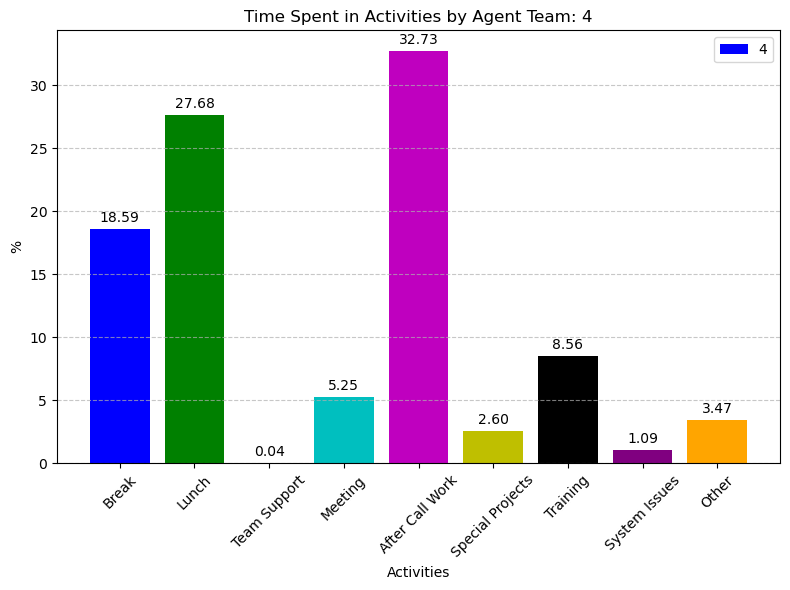 Time Spent in Activities by Agent Team: 4
4
%
30
25
20
15
10
5
0
18.59
27.68
0.04
5.25
32.73
2.60
8.56
1.09
3.47
Break
Lunch
Team Support
Meeting
After Call Work
Special Projects
Training
System Issues
Other
Activities